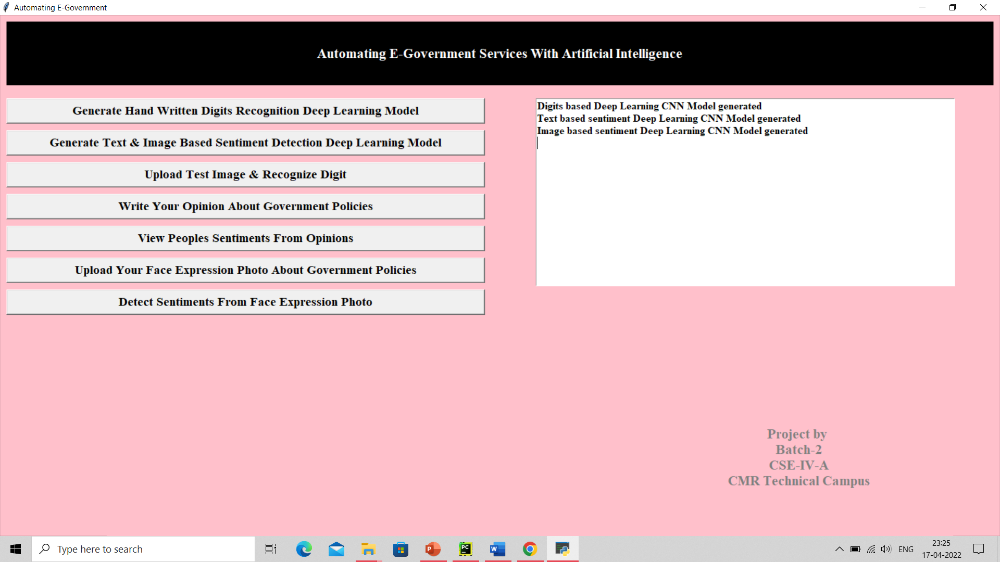 Automating E-Government
Automating E-Government Services With Artificial Intelligence
Generate Hand Written Digits Recognition Deep Learning Model
Generate Text & Image Based Sentiment Detection Deep Learning Model
Upload Test Image & Recognize Digit
Write Your Opinion About Government Policies
View Peoples Sentiments From Opinions
Upload Your Face Expression Photo About Government Policies
Detect Sentiments From Face Expression Photo
Digits based Deep Learning CNN Model generated
Text based sentiment Deep Learning CNN Model generated
Image based sentiment Deep Learning CNN Model generated
Project by
Batch-2
CSE-IV-A
CMR Technical Campus
Type here to search
P
PC
W
ENG
23:25
17-04-2022